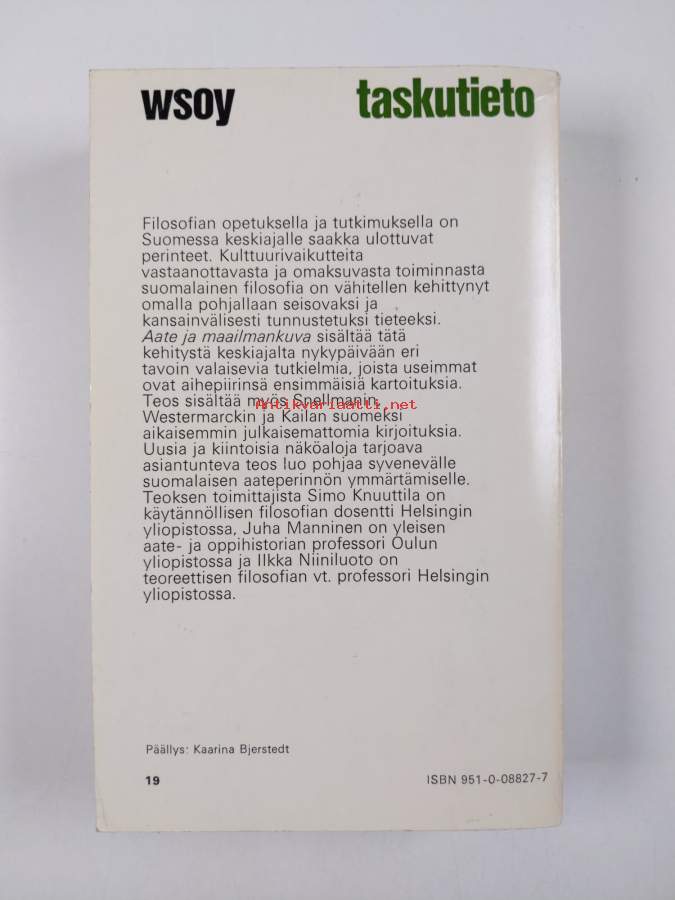 wsoy taskutieto
Filosofian opetuksella ja tutkimuksella on
Suomessa keskiajalle saakka ulottuvat
perinteet. Kulttuurivaikutteita
vastaanottavasta ja omaksuvasta toiminnasta
suomalainen filosofia on vähitellen kehittynyt
omalla pohjallaan seisovaksi ja
kansainvälisesti tunnustetuksi tieteeksi.
Aate ja maailmankuva sisältää tätä
kehitystä keskiajalta nykypäivään eri
tavoin valaisevia tutkielmia, joista useimmat
ovat aihepiirinsä ensimmäisiä kartoituksia.
Teos sisältää myös Snellmanin,
Antikvariaatti.net
Westermarckin ja Kailan suomeksi
aikaisemmin julkaisemattomia kirjoituksia.
Uusia ja kiintoisia näköaloja tarjoava
asiantunteva teos luo pohjaa syvenevälle
suomalaisen aateperinnön ymmärtämiselle.
Teoksen toimittajista Simo Knuuttila on
käytännöllisen filosofian dosentti Helsingin
yliopistossa, Juha Manninen on yleisen
aate- ja oppihistorian professori Oulun
yliopistossa ja Ilkka Niiniluoto on
teoreettisen filosofian vt. professori Helsingin
yliopistossa.
Päällys: Kaarina Bjerstedt
19 ISBN 951-0-08827-7